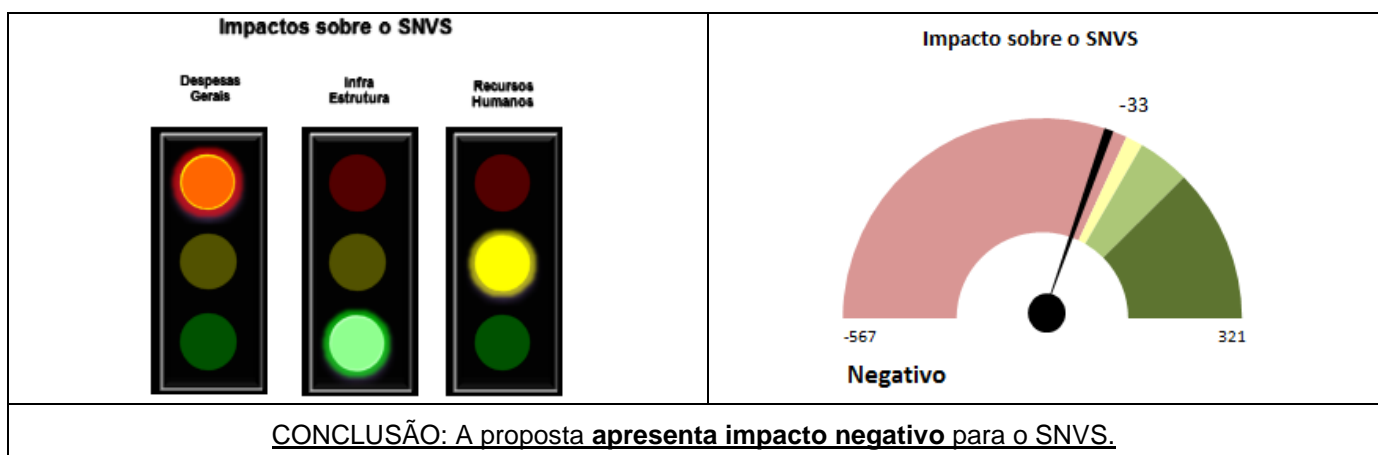 Impactos sobre o SNVS
Despesas
Gerais
Infra
Estrutura
Recursos
Humanos
Impacto sobre o SNVS
-33
-567
321
Negativo
CONCLUSÃO: A proposta apresenta impacto negativo para o SNVS.